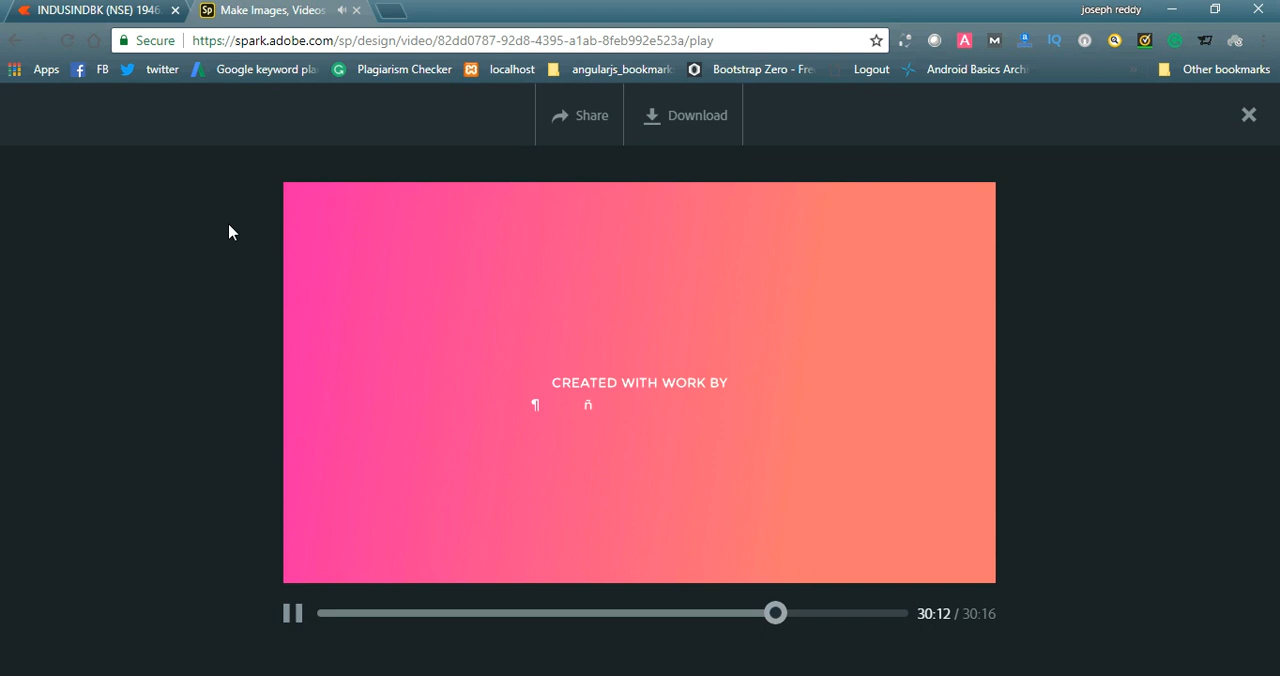 INDUSINDBK (NSE) 1946
Make Images, Videos
joseph reddy
Secure
https://spark.adobe.com/sp/design/video/82dd0787-92d8-4395-a1ab-8feb992e523a/play
Apps FB twitter Google keyword pla Plagiarism Checker localhost angularjs_bookmark Bootstrap Zero - Fre Logout Android Basics Archi Other bookmarks
Share Download
CREATED WITH WORK BY
¶ ñ
30:12 / 30:16